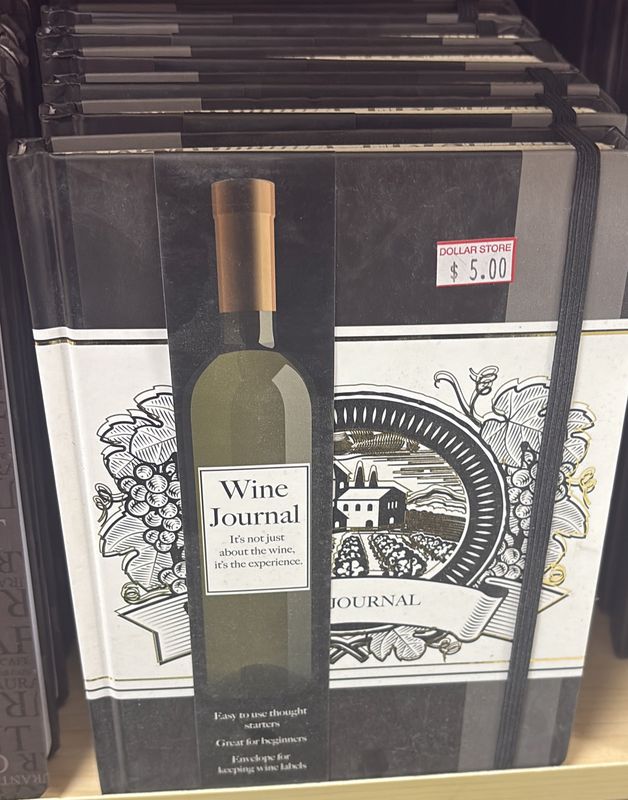 DOLLAR STORE
$ 5.00
Wine
Journal
It's not just
about the wine,
it's the experience.
JOURNAL
Easy to use thought
starters
Great for beginners
Envelope for
keeping wine labels